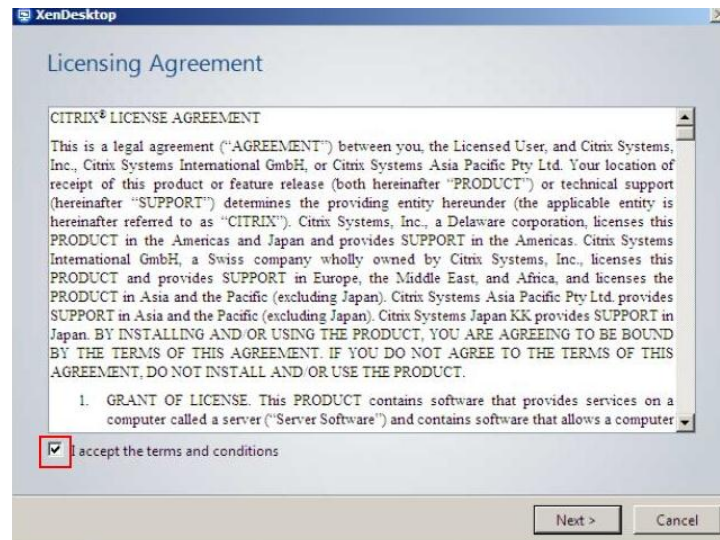 XenDesktop
Licensing Agreement
CITRIX® LICENSE AGREEMENT
This is a legal agreement (“AGREEMENT”) between you, the Licensed User, and Citrix Systems,
Inc., Citrix Systems International GmbH, or Citrix Systems Asia Pacific Pty Ltd. Your location of
receipt of this product or feature release (both hereinafter “PRODUCT”) or technical support
(hereinafter “SUPPORT”) determines the providing entity hereunder (the applicable entity is
hereinafter referred to as “CITRIX”). Citrix Systems, Inc., a Delaware corporation, licenses this
PRODUCT in the Americas and Japan and provides SUPPORT in the Americas. Citrix Systems
International GmbH, a Swiss company wholly owned by Citrix Systems, Inc., licenses this
PRODUCT and provides SUPPORT in Europe, the Middle East, and Africa, and licenses the
PRODUCT in Asia and the Pacific (excluding Japan). Citrix Systems Asia Pacific Pty Ltd. provides
SUPPORT in Asia and the Pacific (excluding Japan). Citrix Systems Japan KK provides SUPPORT in
Japan. BY INSTALLING AND/OR USING THE PRODUCT, YOU ARE AGREEING TO BE BOUND
BY THE TERMS OF THIS AGREEMENT. IF YOU DO NOT AGREE TO THE TERMS OF THIS
AGREEMENT, DO NOT INSTALL AND/OR USE THE PRODUCT.
1. GRANT OF LICENSE. This PRODUCT contains software that provides services on a
computer called a server (“Server Software”) and contains software that allows a computer
I accept the terms and conditions
Next > Cancel